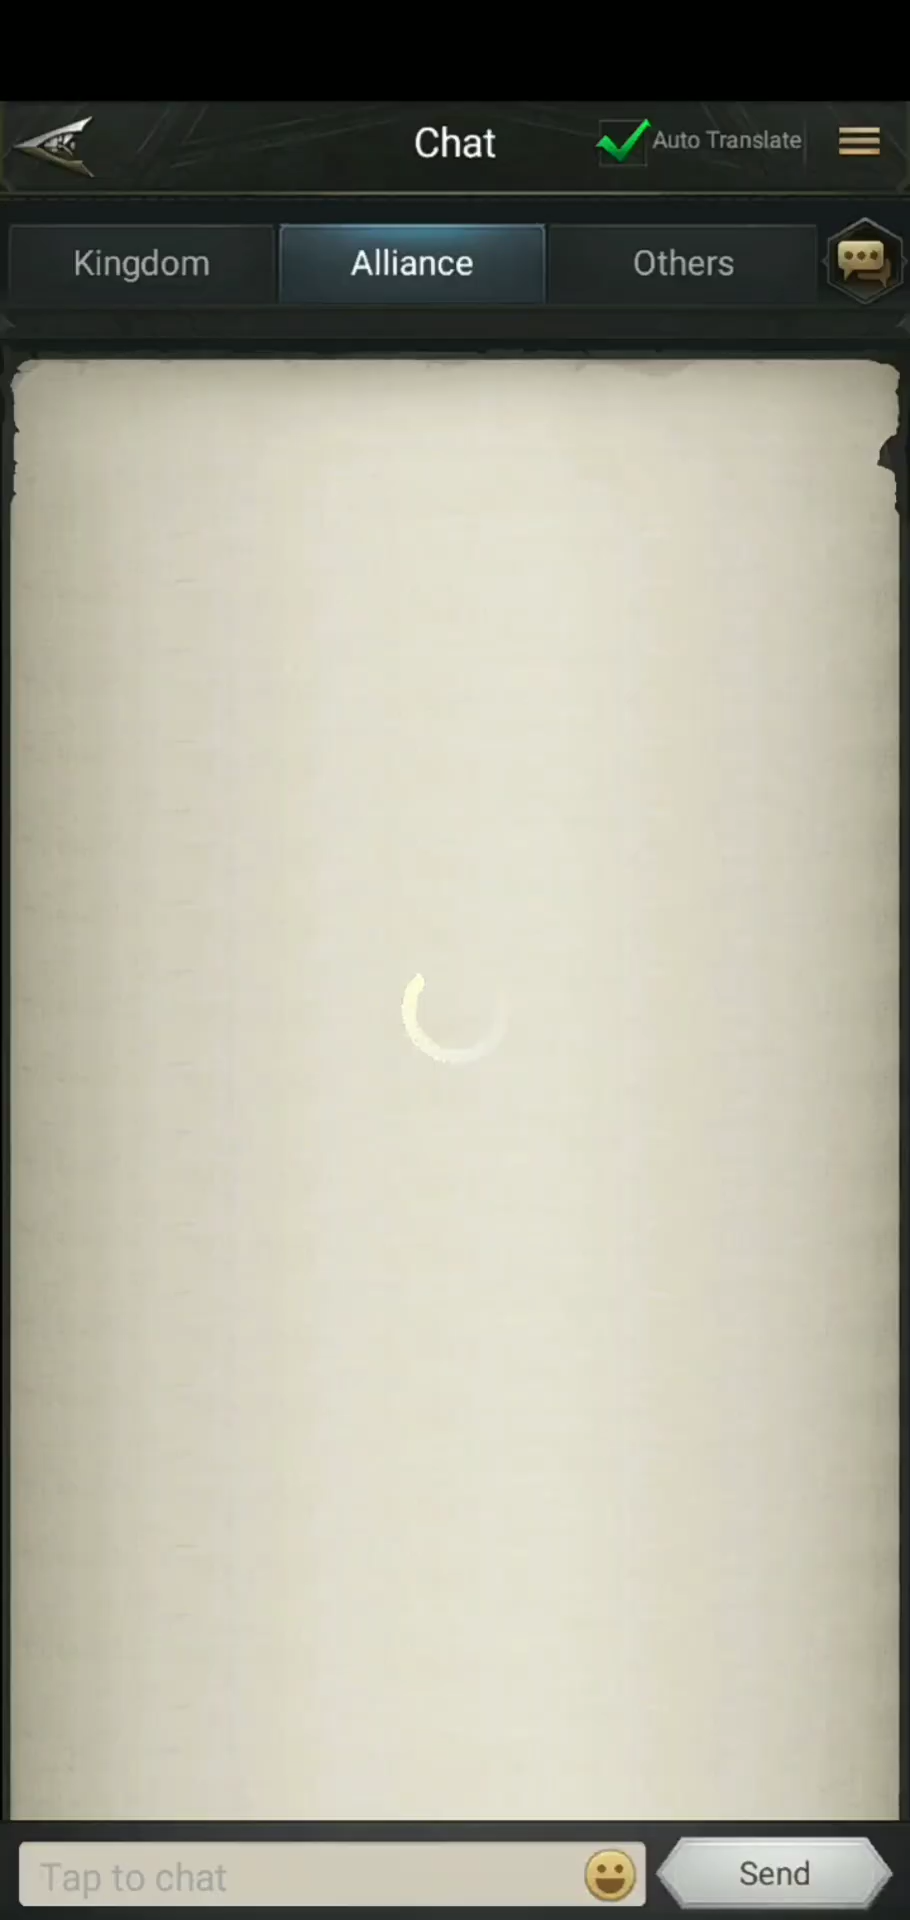 Chat
Auto Translate
Kingdom
Alliance
Others
Tap to chat
Send